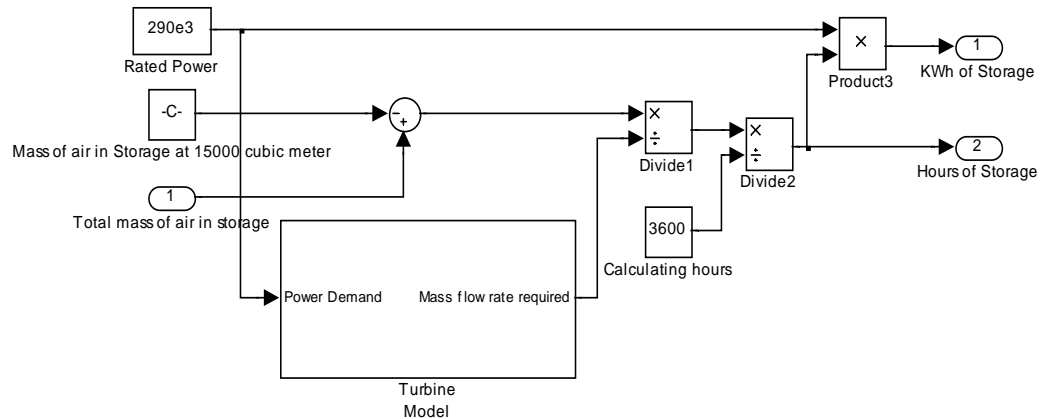 290e3
Rated Power
×
Product3
1
KWh of Storage
-C-
Mass of air in Storage at 15000 cubic meter
−
+
×
÷
Divide1
×
÷
Divide2
2
Hours of Storage
1
Total mass of air in storage
3600
Calculating hours
Power Demand
Mass flow rate required
Turbine
Model